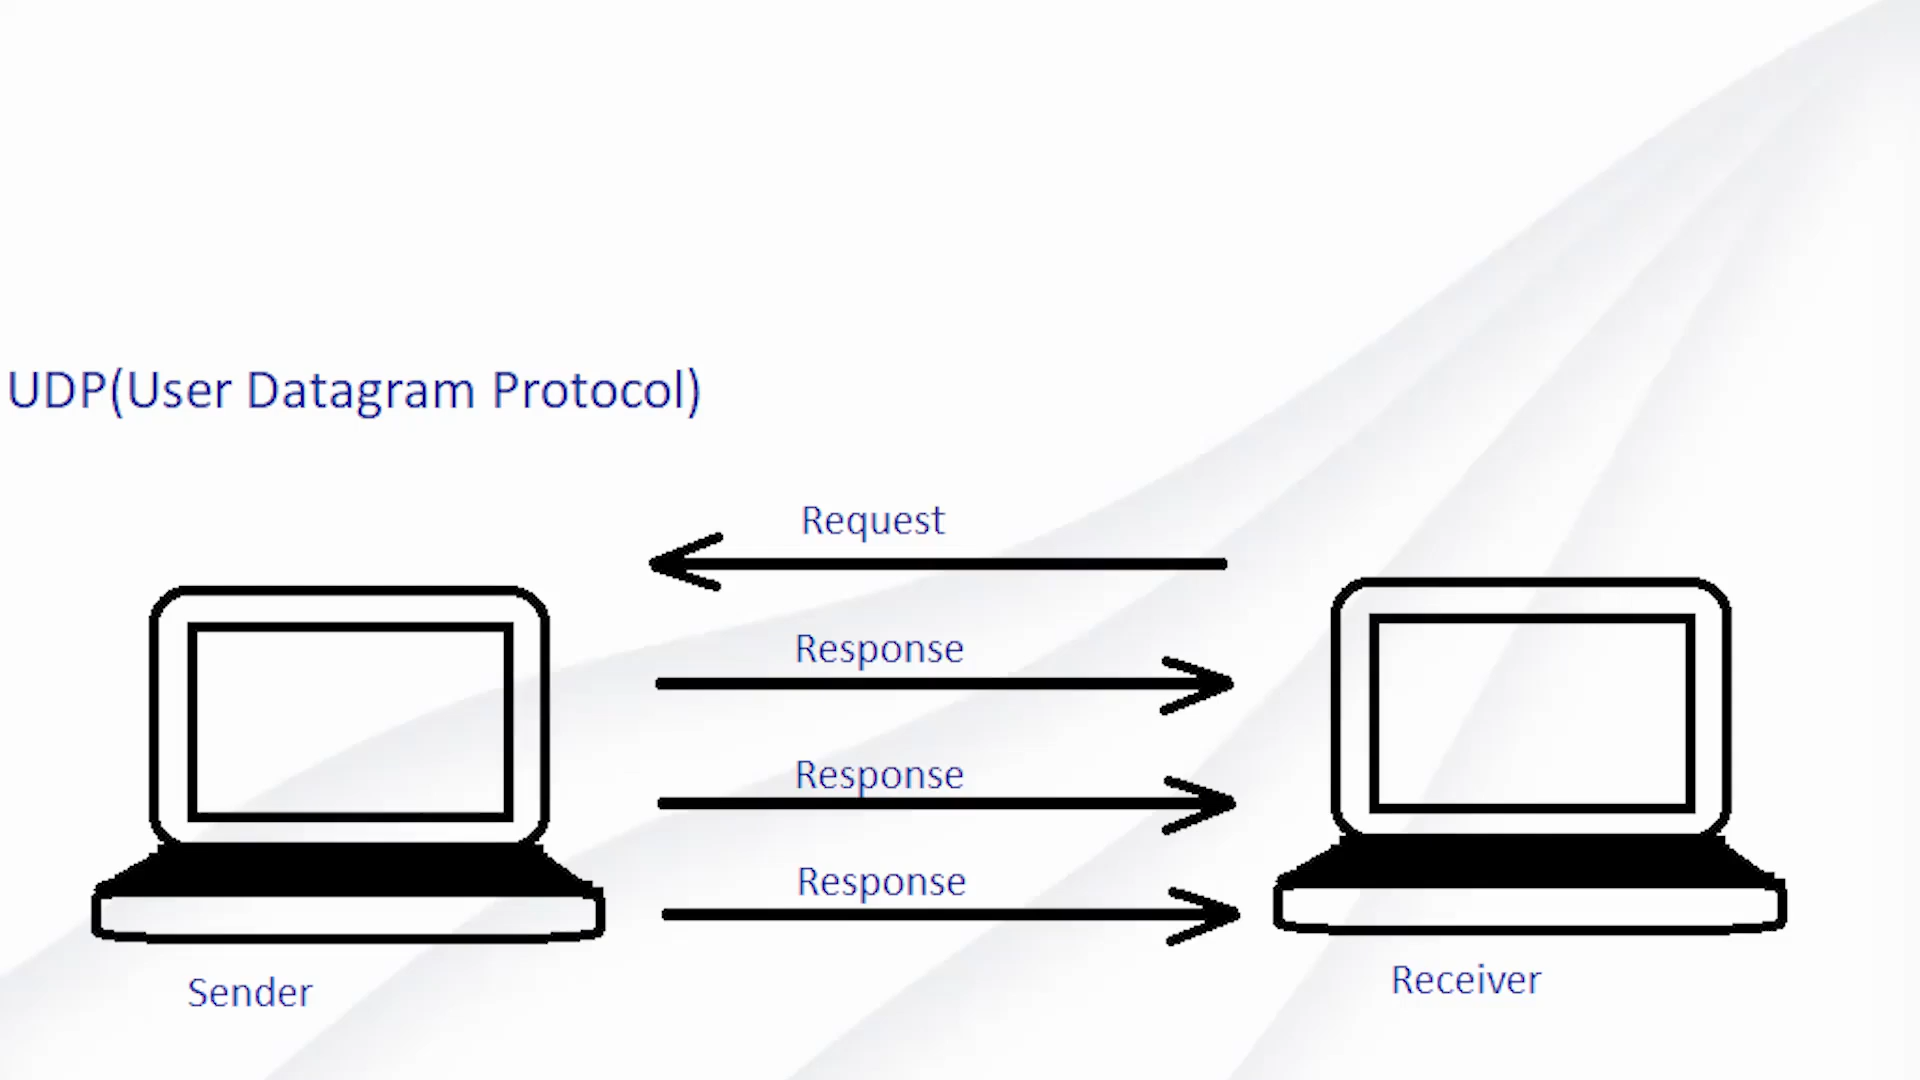 UDP(User Datagram Protocol)
Request
Response
Response
Response
Sender
Receiver